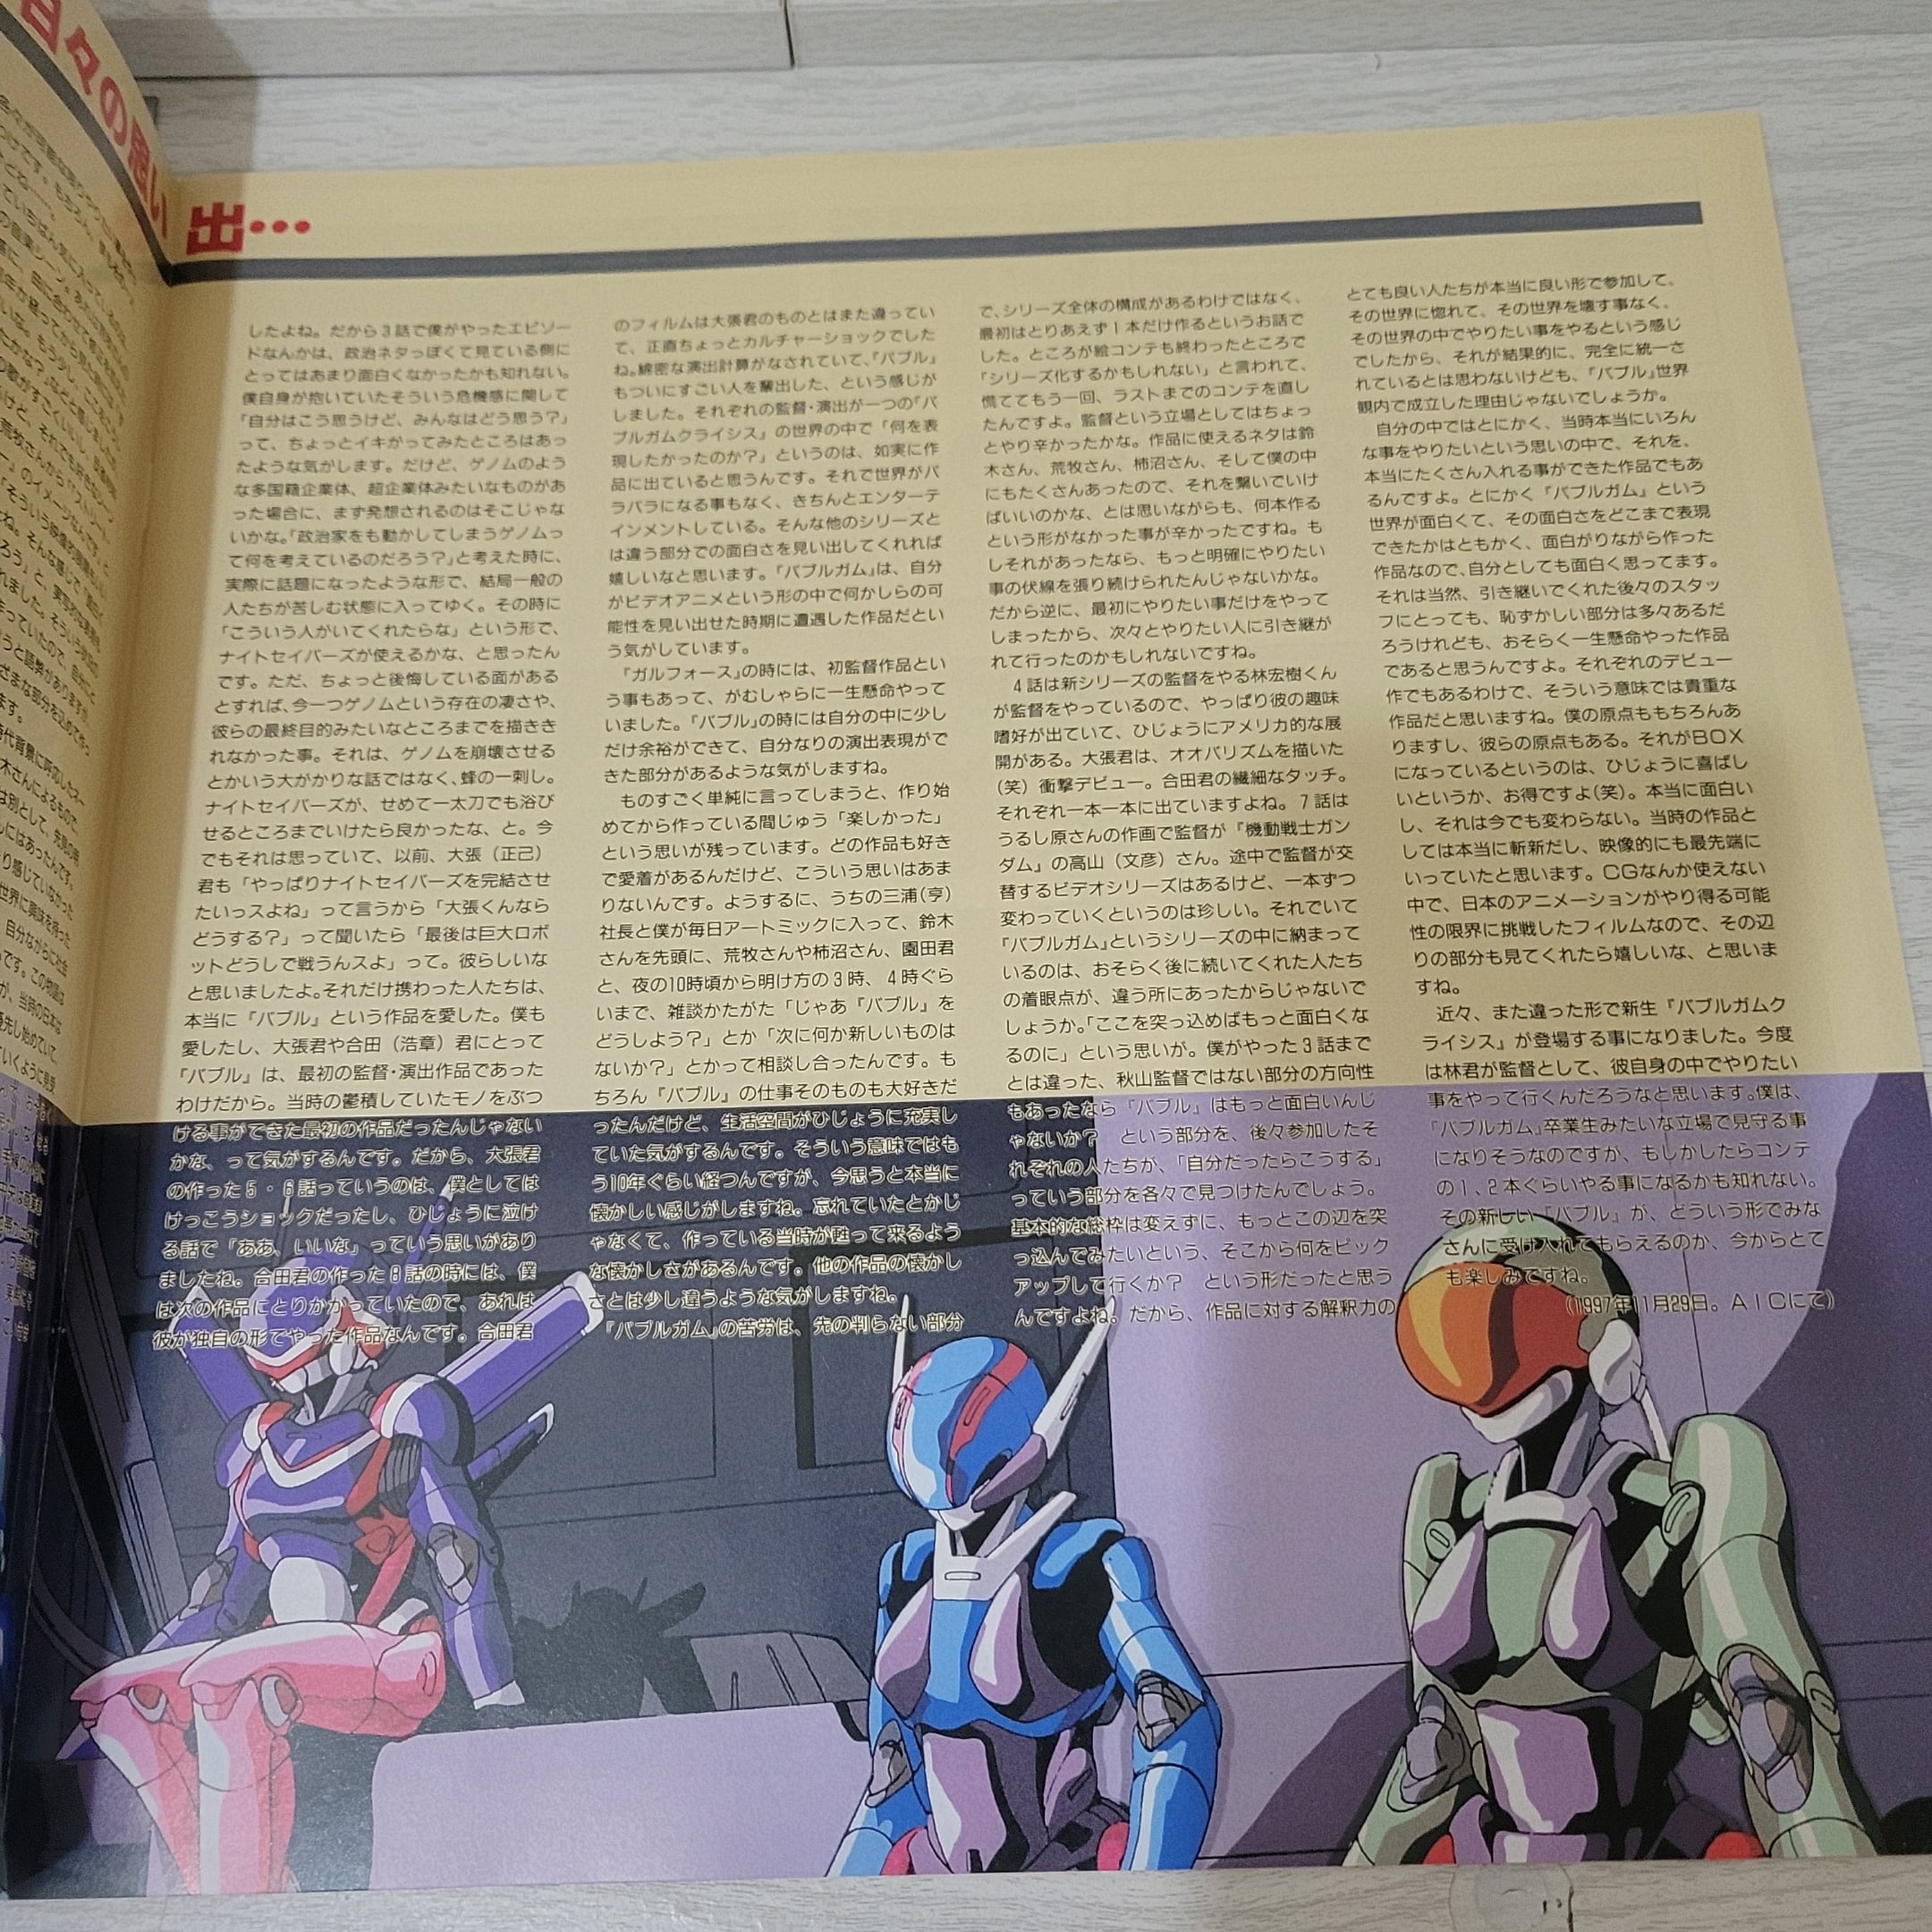 日々の思い 出…
したよね。だから3話で僕がやったエピソー
ドなんかは、政治ネタっぽくて見ている側に
とってはあまり面白くなかったかも知れない。
僕自身が抱いていたそういう危機感に関して
「自分はこう思うけど、みんなはどう思う?」
って、ちょっとイキがってみたところはあっ
たような気がします。だけど、ゲノムのよう
な多国籍企業体、超企業体みたいなものがあ
った場合に、まず発想されるのはそこじゃな
いかな。「政治家をも動かしてしまうゲノムっ
て何を考えているのだろう?」と考えた時に、
実際に話題になったような形で、結局一般の
人たちが苦しむ状態に入ってゆく。その時に
「こういう人がいてくれたらな」という形で、
ナイトセイバーズが使えるかな、と思ったん
です。ただ、ちょっと後悔している面がある
とすれば、今一つゲノムという存在の凄さや、
彼らの最終目的みたいなところまでを描きき
れなかった事。それは、ゲノムを崩壊させる
とかいう大がかりな話ではなく、蜂の一刺し。
ナイトセイバーズが、せめて一太刀でも浴び
せるところまでいけたら良かったな、と。今
でもそれは思っていて、以前、大張(正己)
君も「やっぱりナイトセイバーズを完結させ
たいっスよね」って言うから「大張くんなら
どうする?」って聞いたら「最後は巨大ロボ
ットどうしで戦うんスよ」って。彼らしいな
と思いましたよ。それだけ携わった人たちは、
本当に『バブル』という作品を愛した。僕も
愛したし、大張君や合田(浩章)君にとって
『バブル』は、最初の監督・演出作品であった
わけだから。当時の鬱積していたモノをぶつ
ける事ができた最初の作品だったんじゃない
かな、って気がするんです。だから、大張君
の作った5・6話っていうのは、僕としては
けっこうショックだったし、ひじょうに泣け
る話で「ああ、いいな」っていう思いがあり
ましたね。合田君の作った8話の時には、僕
は次の作品にとりかかっていたので、あれは
彼が独自の形でやった作品なんです。合田君
のフィルムは大張君のものとはまた違ってい
て、正直ちょっとカルチャーショックでした
ね。綿密な演出計算がなされていて、『バブル』
もついにすごい人を輩出した、という感じが
しました。それぞれの監督・演出が一つの『バ
ブルガムクライシス』の世界の中で「何を表
現したかったのか?」というのは、如実に作
品に出ていると思うんです。それで世界がバ
ラバラになる事もなく、きちんとエンターテ
インメントしている。そんな他のシリーズと
は違う部分での面白さを見い出してくれれば
嬉しいなと思います。『バブルガム』は、自分
がビデオアニメという形の中で何かしらの可
能性を見い出せた時期に遭遇した作品だとい
う気がしています。
『ガルフォース』の時には、初監督作品とい
う事もあって、がむしゃらに一生懸命やって
いました。『バブル』の時には自分の中に少し
だけ余裕ができて、自分なりの演出表現がで
きた部分があるような気がしますね。
ものすごく単純に言ってしまうと、作り始
めてから作っている間じゅう「楽しかった」
という思いが残っています。どの作品も好き
で愛着があるんだけど、こういう思いはあま
りないんです。ようするに、うちの三浦(亨)
社長と僕が毎日アートミックに入って、鈴木
さんを先頭に、荒牧さんや柿沼さん、園田君
と、夜の10時頃から明け方の3時、4時ぐら
いまで、雑談かたがた「じゃあ『バブル』を
どうしよう?」とか「次に何か新しいものは
ないか?」とかって相談し合ったんです。も
ちろん『バブル』の仕事そのものも大好きだ
ったんだけど、生活空間がひじょうに充実し
ていた気がするんです。そういう意味ではも
う10年ぐらい経つんですが、今思うと本当に
懐かしい感じがしますね。忘れていたとかじ
ゃなくて、作っている当時が甦って来るよう
な懐かしさがあるんです。他の作品の懐かし
さとは少し違うような気がしますね。
『バブルガム』の苦労は、先の判らない部分
で、シリーズ全体の構成があるわけではなく、
最初はとりあえず1本だけ作るというお話で
した。ところが絵コンテも終わったところで
「シリーズ化するかもしれない」と言われて、
慌ててもう一回、ラストまでのコンテを直し
たんですよ。監督という立場としてはちょっ
とやり辛かったかな。作品に使えるネタは鈴
木さん、荒牧さん、柿沼さん、そして僕の中
にもたくさんあったので、それを繋いでいけ
ばいいのかな、とは思いながらも、何本作る
という形がなかった事が辛かったですね。も
しそれがあったなら、もっと明確にやりたい
事の伏線を張り続けられたんじゃないかな。
だから逆に、最初にやりたい事だけをやって
しまったから、次々とやりたい人に引き継が
れて行ったのかもしれないですね。
4話は新シリーズの監督をやる林宏樹くん
が監督をやっているので、やっぱり彼の趣味
嗜好が出ていて、ひじょうにアメリカ的な展
開がある。大張君は、オオバリズムを描いた
(笑)衝撃デビュー。合田君の繊細なタッチ。
それぞれ一本一本に出ていますよね。7話は
うるし原さんの作画で監督が『機動戦士ガン
ダム』の高山(文彦)さん。途中で監督が交
替するビデオシリーズはあるけど、一本ずつ
変わっていくというのは珍しい。それでいて
『バブルガム』というシリーズの中に納まって
いるのは、おそらく後に続いてくれた人たち
の着眼点が、違う所にあったからじゃないで
しょうか。「ここを突っ込めばもっと面白くな
るのに」という思いが。僕がやった3話まで
とは違った、秋山監督ではない部分の方向性
もあったなら『バブル』はもっと面白いんじ
ゃないか? という部分を、後々参加したそ
れぞれの人たちが、「自分だったらこうする」
っていう部分を各々で見つけたんでしょう。
基本的な総枠は変えずに、もっとこの辺を突
っ込んでみたいという、そこから何をピック
アップして行くか? という形だったと思う
んですよね。だから、作品に対する解釈力の
とても良い人たちが本当に良い形で参加して、
その世界に惚れて、その世界を壊す事なく、
その世界の中でやりたい事をやるという感じ
でしたから、それが結果的に、完全に統一さ
れているとは思わないけども、『バブル』世界
観内で成立した理由じゃないでしょうか。
自分の中ではとにかく、当時本当にいろん
な事をやりたいという思いの中で、それを、
本当にたくさん入れる事ができた作品でもあ
るんですよ。とにかく『バブルガム』という
世界が面白くて、その面白さをどこまで表現
できたかはともかく、面白がりながら作った
作品なので、自分としても面白く思ってます。
それは当然、引き継いでくれた後々のスタッ
フにとっても、恥ずかしい部分は多々あるだ
ろうけれども、おそらく一生懸命やった作品
であると思うんですよ。それぞれのデビュー
作でもあるわけで、そういう意味では貴重な
作品だと思いますね。僕の原点ももちろんあ
りますし、彼らの原点もある。それがBOX
になっているというのは、ひじょうに喜ばし
いというか、お得ですよ(笑)。本当に面白い
し、それは今でも変わらない。当時の作品と
しては本当に斬新だし、映像的にも最先端に
いっていたと思います。CGなんか使えない
中で、日本のアニメーションがやり得る可能
性の限界に挑戦したフィルムなので、その辺
りの部分も見てくれたら嬉しいな、と思いま
すね。
近々、また違った形で新生『バブルガムク
ライシス』が登場する事になりました。今度
は林君が監督として、彼自身の中でやりたい
事をやって行くんだろうなと思います。僕は、
『バブルガム』卒業生みたいな立場で見守る事
になりそうなのですが、もしかしたらコンテ
の1、2本ぐらいやる事になるかも知れない。
その新しい『バブル』が、どういう形でみな
さんに受け入れてもらえるのか、今からとて
も楽しみですね。
(1997年11月29日。AICにて)